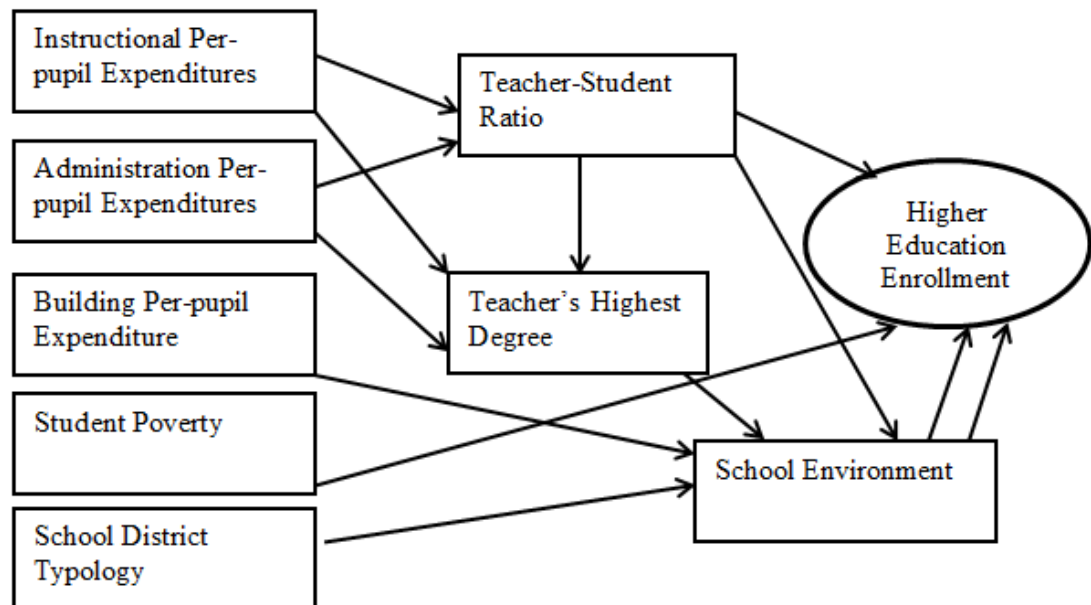 Instructional Per-
pupil Expenditures
Administration Per-
pupil Expenditures
Building Per-pupil
Expenditure
Student Poverty
School District
Typology
Teacher-Student
Ratio
Teacher’s Highest
Degree
School Environment
Higher
Education
Enrollment